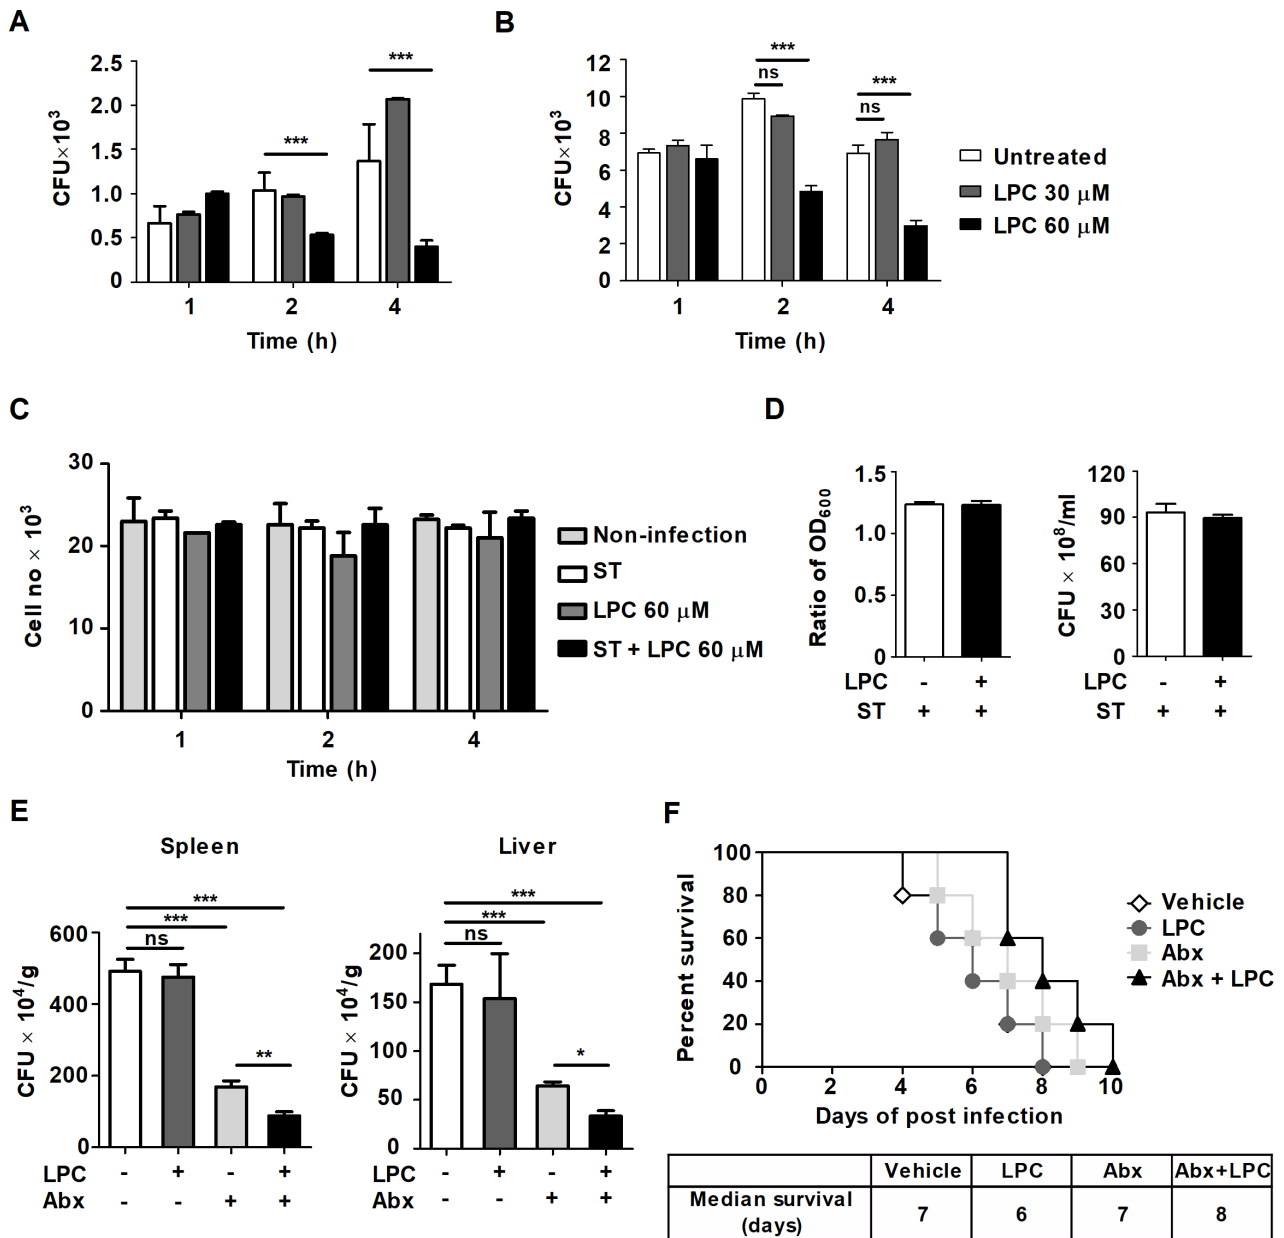 A
CFU×10³
2.5
2.0
1.5
1.0
0.5
0
***
***
1 2 4
Time (h)
B
CFU×10³
12
10
8
6
4
2
0
***
ns
***
ns
1 2 4
Time (h)
Untreated
LPC 30 μM
LPC 60 μM
C
Cell no × 10³
30
20
10
0
1 2 4
Time (h)
Non-infection
ST
LPC 60 μM
ST + LPC 60 μM
D
Ratio of OD₆₀₀
1.5
1.0
0.5
0
LPC - +
ST + +
CFU × 10⁸/ml
120
90
60
30
0
LPC - +
ST + +
E
Spleen
CFU × 10⁴/g
600
400
200
0
***
***
ns
**
LPC - + - +
Abx - - + +
Liver
CFU × 10⁴/g
200
150
100
50
0
***
***
ns
*
LPC - + - +
Abx - - + +
F
Percent survival
100
80
60
40
20
0
0 2 4 6 8 10
Days of post infection
Vehicle
LPC
Abx
Abx + LPC
Vehicle LPC Abx Abx+LPC
Median survival
(days)
7 6 7 8